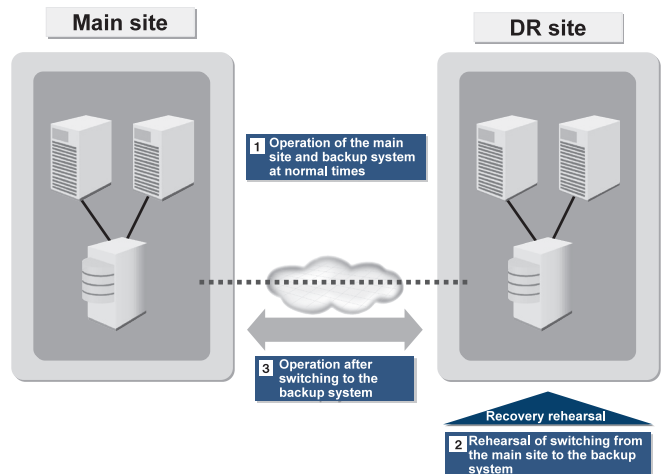 Main site
DR site
1 Operation of the main
site and backup system
at normal times
3 Operation after
switching to the
backup system
Recovery rehearsal
2 Rehearsal of switching from
the main site to the backup
system